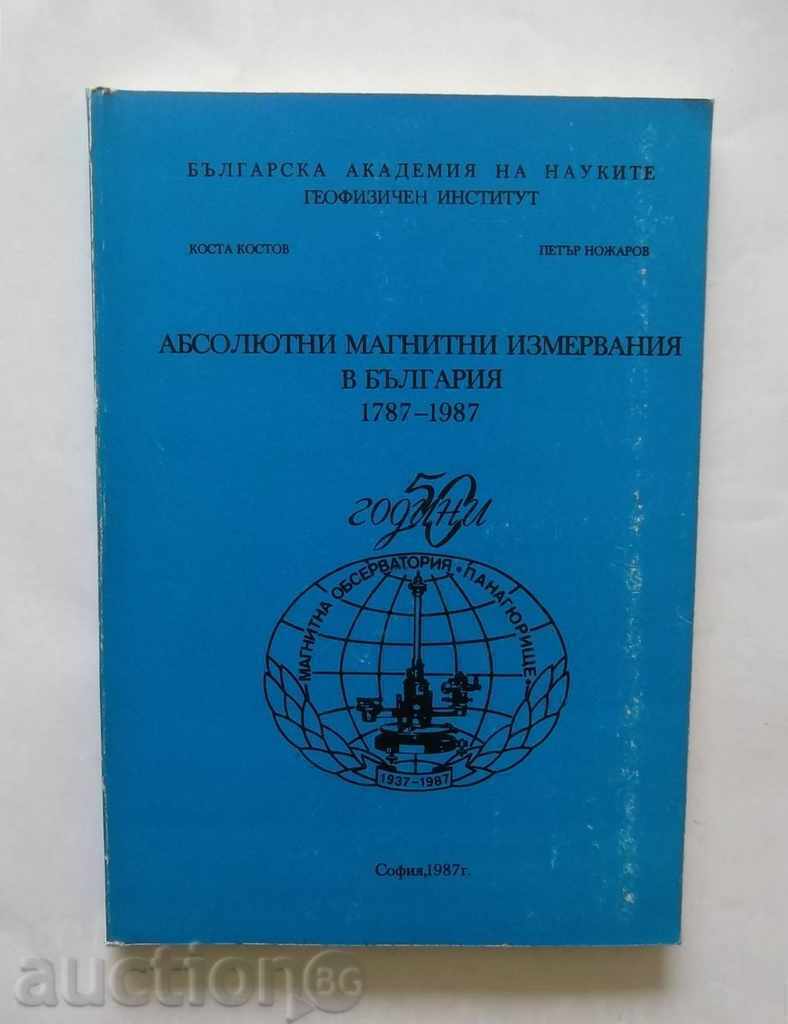 БЪЛГАРСКА АКАДЕМИЯ НА НАУКИТЕ
ГЕОФИЗИЧЕН ИНСТИТУТ
КОСТА КОСТОВ ПЕТЪР НОЖАРОВ
АБСОЛЮТНИ МАГНИТНИ ИЗМЕРВАНИЯ
В БЪЛГАРИЯ
1787–1987
50
години
МАГНИТНА ОБСЕРВАТОРИЯ • ПАНАГЮРИЩЕ •
1937–1987
София,1987г.
auctionBG